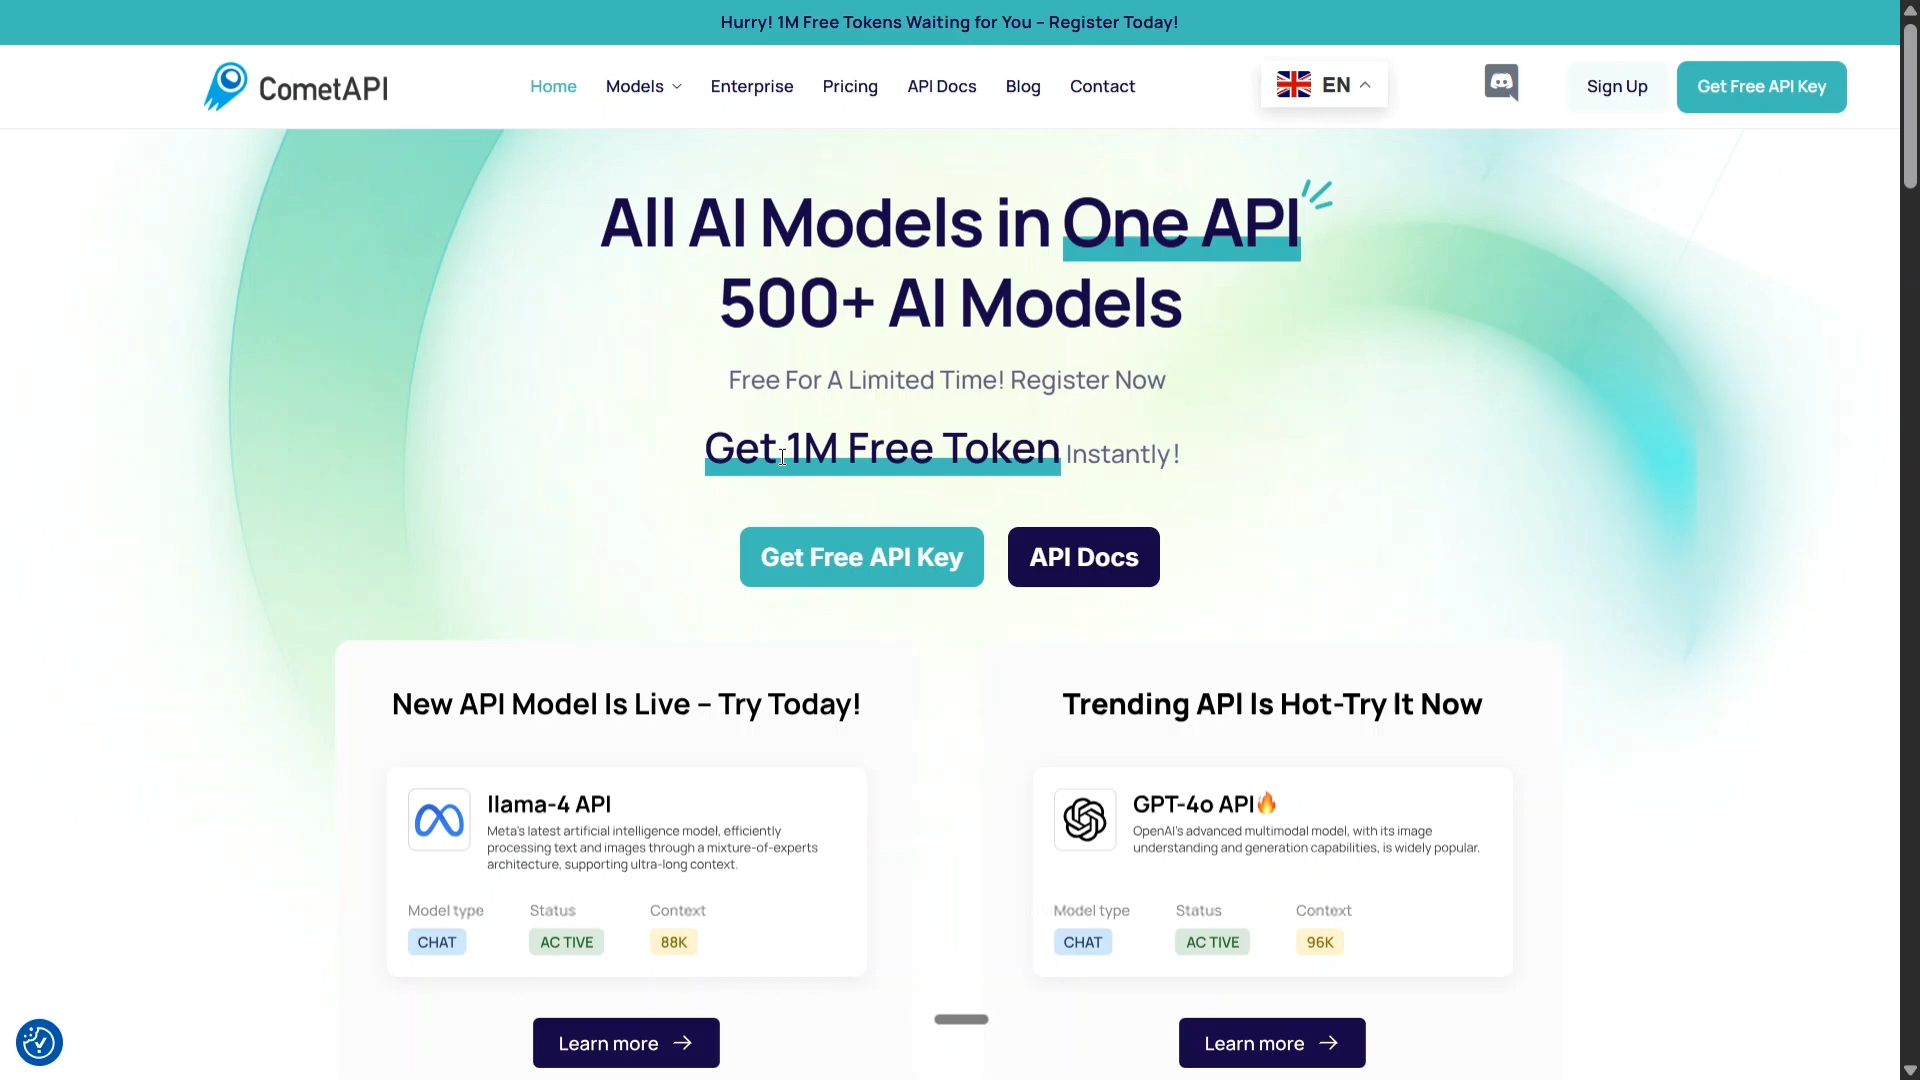 Hurry! 1M Free Tokens Waiting for You – Register Today!
CometAPI
Home Models Enterprise Pricing API Docs Blog Contact
EN
Sign Up
Get Free API Key
All AI Models in One API
500+ AI Models
Free For A Limited Time! Register Now
Get 1M Free Token Instantly!
Get Free API Key
API Docs
New API Model Is Live – Try Today!
llama-4 API
Meta's latest artificial intelligence model, efficiently
processing text and images through a mixture-of-experts
architecture, supporting ultra-long context.
Model type Status Context
CHAT AC TIVE 88K
Learn more
Trending API Is Hot-Try It Now
GPT-4o API🔥
OpenAI's advanced multimodal model, with its image
understanding and generation capabilities, is widely popular.
Model type Status Context
CHAT AC TIVE 96K
Learn more